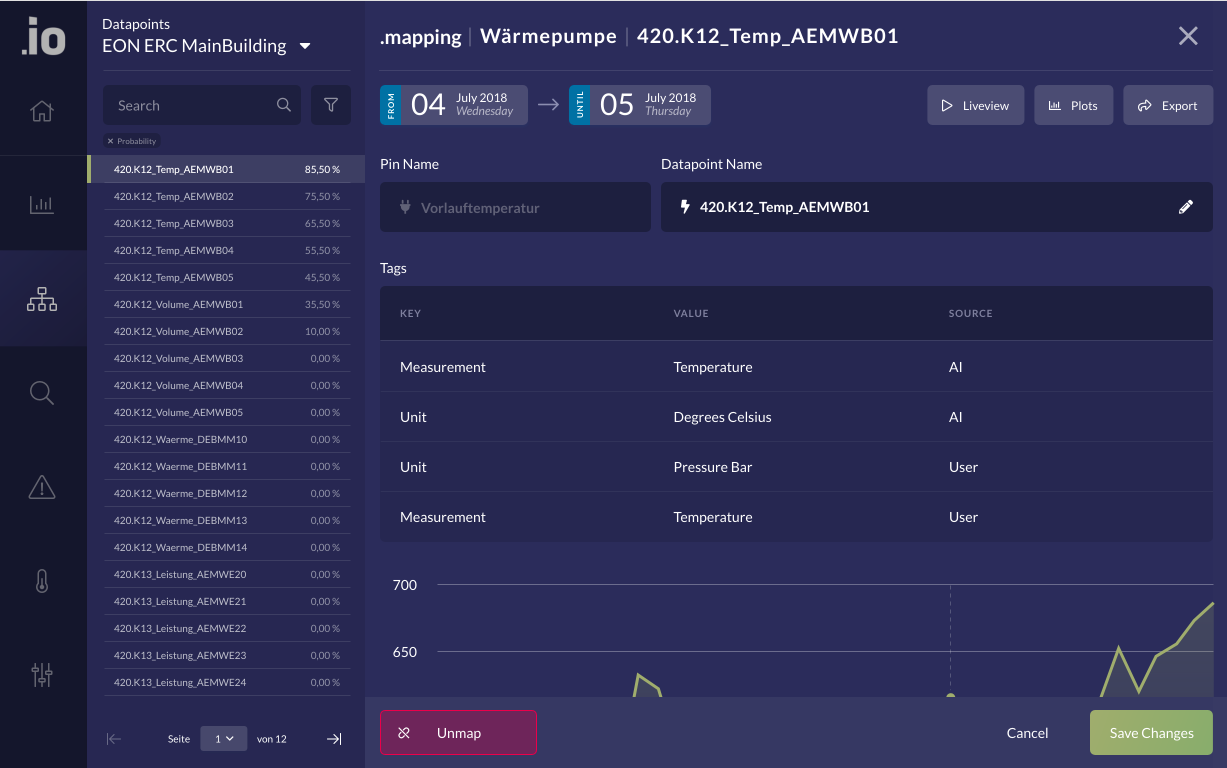 .io
Datapoints
EON ERC MainBuilding
Search
× Probability
420.K12_Temp_AEMWB01 85,50 %
420.K12_Temp_AEMWB02 75,50 %
420.K12_Temp_AEMWB03 65,50 %
420.K12_Temp_AEMWB04 55,50 %
420.K12_Temp_AEMWB05 45,50 %
420.K12_Volume_AEMWB01 35,50 %
420.K12_Volume_AEMWB02 10,00 %
420.K12_Volume_AEMWB03 0,00 %
420.K12_Volume_AEMWB04 0,00 %
420.K12_Volume_AEMWB05 0,00 %
420.K12_Waerme_DEBMM10 0,00 %
420.K12_Waerme_DEBMM11 0,00 %
420.K12_Waerme_DEBMM12 0,00 %
420.K12_Waerme_DEBMM13 0,00 %
420.K12_Waerme_DEBMM14 0,00 %
420.K13_Leistung_AEMWE20 0,00 %
420.K13_Leistung_AEMWE21 0,00 %
420.K13_Leistung_AEMWE22 0,00 %
420.K13_Leistung_AEMWE23 0,00 %
420.K13_Leistung_AEMWE24 0,00 %
Seite 1 von 12
.mapping | Wärmepumpe | 420.K12_Temp_AEMWB01
FROM 04 July 2018 Wednesday
UNTIL 05 July 2018 Thursday
Liveview Plots Export
Pin Name Datapoint Name
Vorlauftemperatur 420.K12_Temp_AEMWB01
Tags
KEY VALUE SOURCE
Measurement Temperature AI
Unit Degrees Celsius AI
Unit Pressure Bar User
Measurement Temperature User
700
650
Unmap Cancel Save Changes